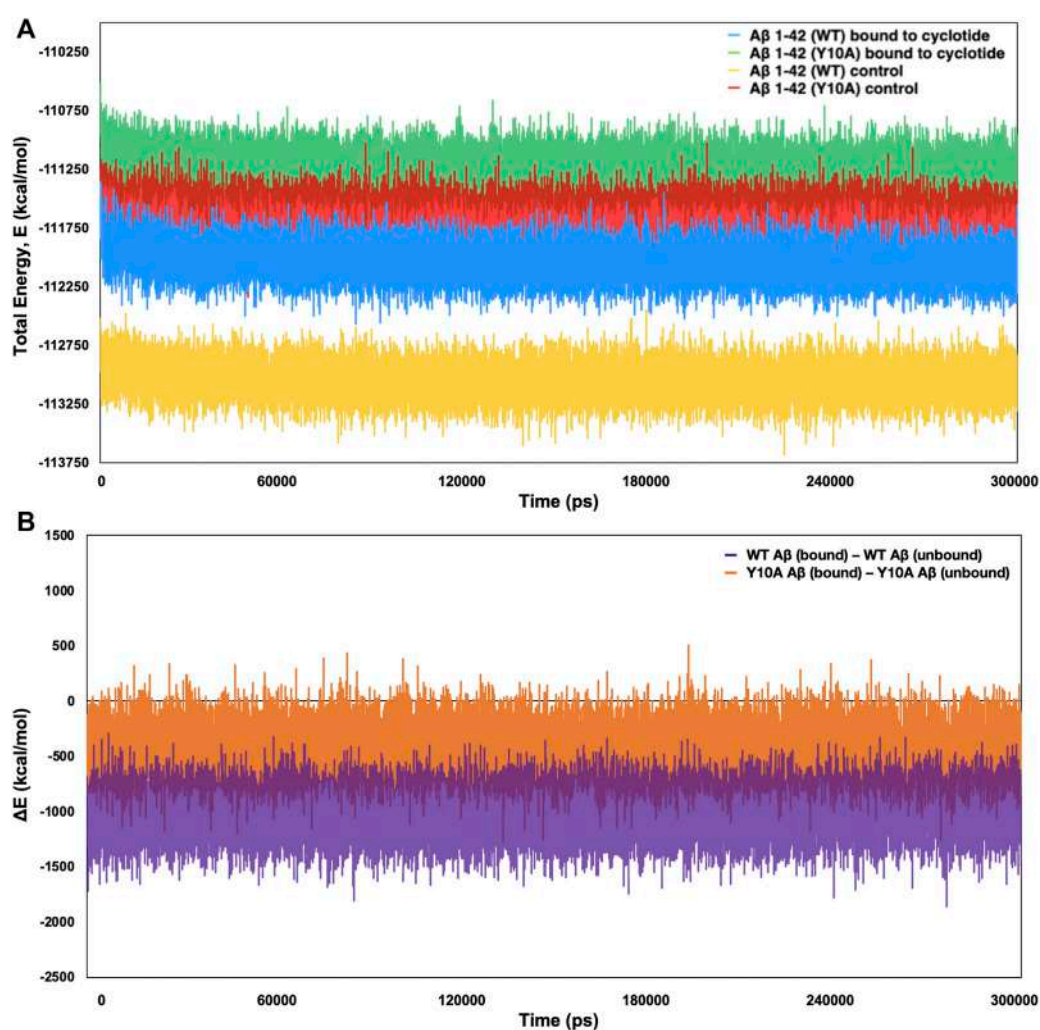 A
Aβ 1-42 (WT) bound to cyclotide
Aβ 1-42 (Y10A) bound to cyclotide
Aβ 1-42 (WT) control
Aβ 1-42 (Y10A) control
Total Energy, E (kcal/mol)
-110250
-110750
-111250
-111750
-112250
-112750
-113250
-113750
0 60000 120000 180000 240000 300000
Time (ps)
B
WT Aβ (bound) – WT Aβ (unbound)
Y10A Aβ (bound) – Y10A Aβ (unbound)
ΔE (kcal/mol)
1500
1000
500
0
-500
-1000
-1500
-2000
-2500
0 60000 120000 180000 240000 300000
Time (ps)